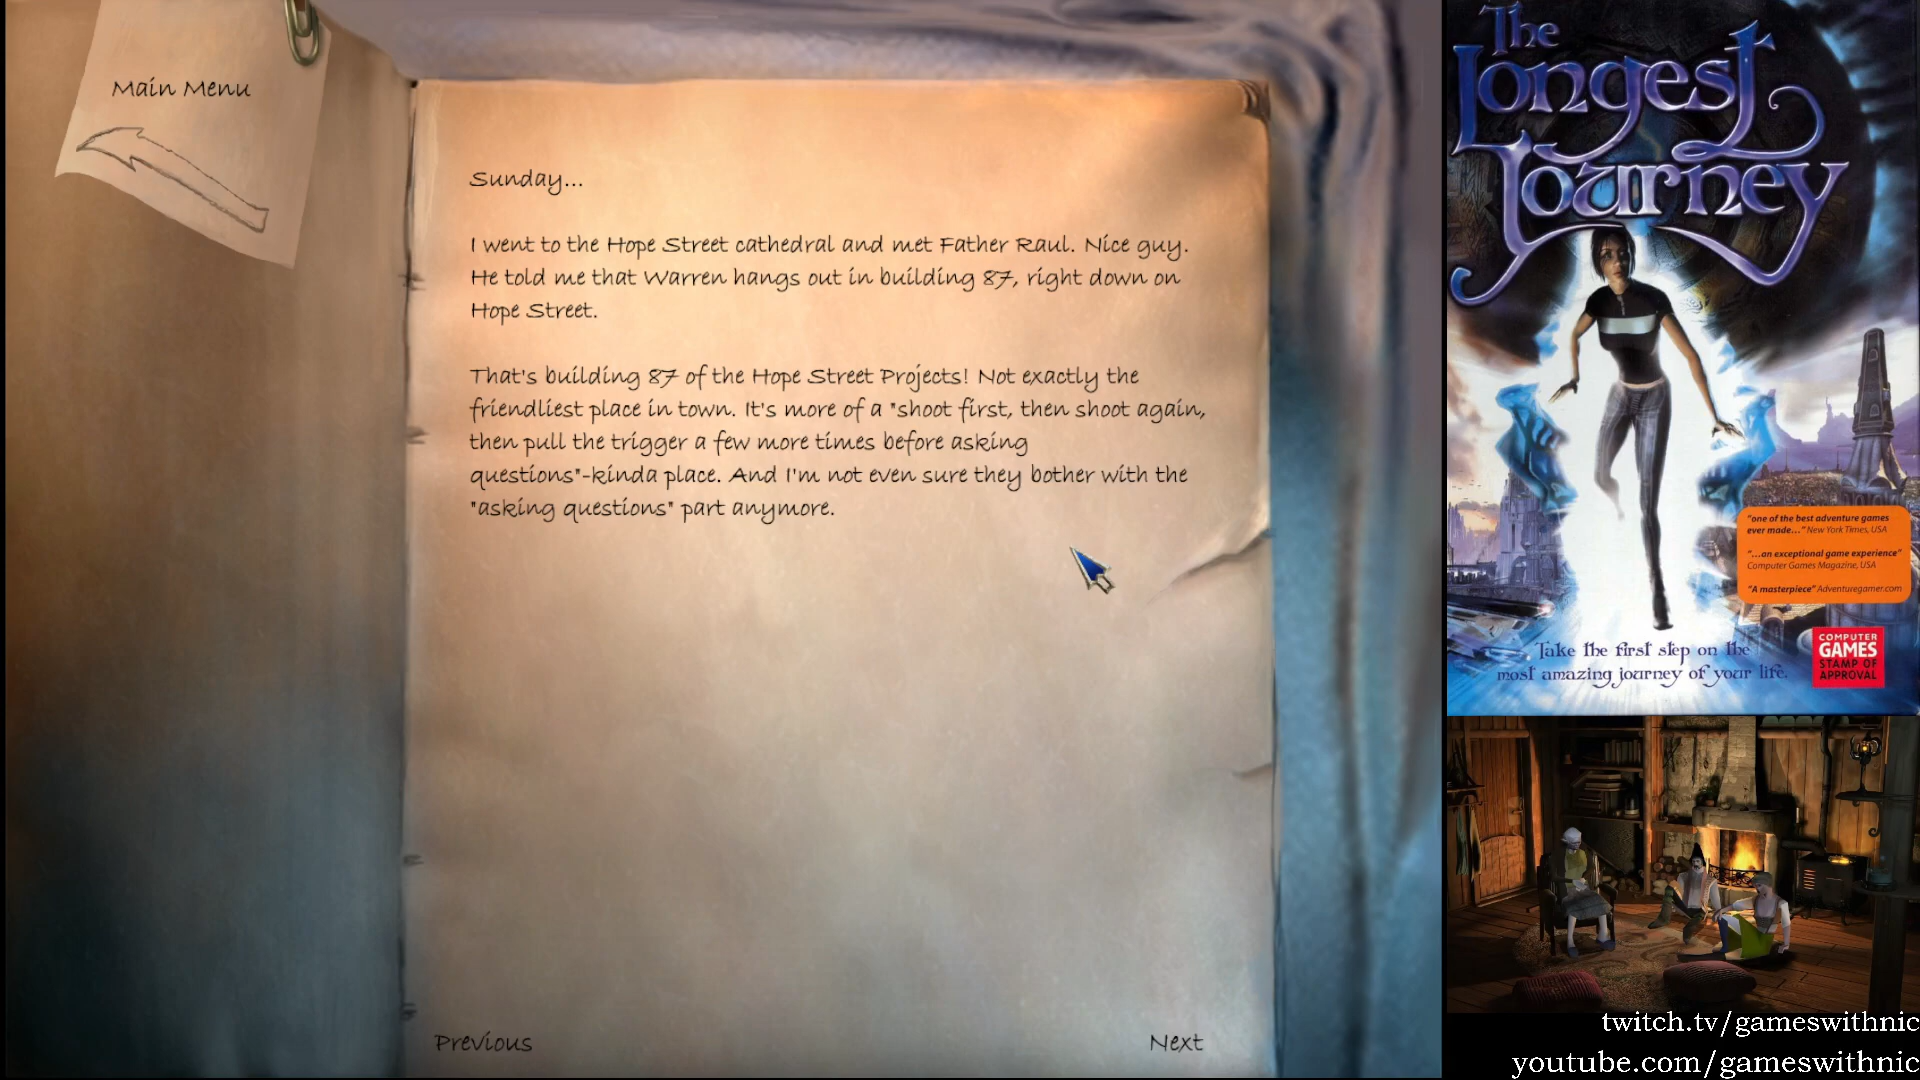 Main Menu
Sunday...
I went to the Hope Street cathedral and met Father Raul. Nice guy.
He told me that Warren hangs out in building 87, right down on
Hope Street.
That's building 87 of the Hope Street Projects! Not exactly the
friendliest place in town. It's more of a "shoot first, then shoot again,
then pull the trigger a few more times before asking
questions"-kinda place. And I'm not even sure they bother with the
"asking questions" part anymore.
Previous
Next
The
Longest
Journey
"one of the best adventure games
ever made..." New York Times, USA
"...an exceptional game experience"
Computer Games Magazine, USA
"A masterpiece" Adventuregamer.com
Take the first step on the
most amazing journey of your life.
COMPUTER
GAMES
STAMP OF
APPROVAL
twitch.tv/gameswithnic
youtube.com/gameswithnic